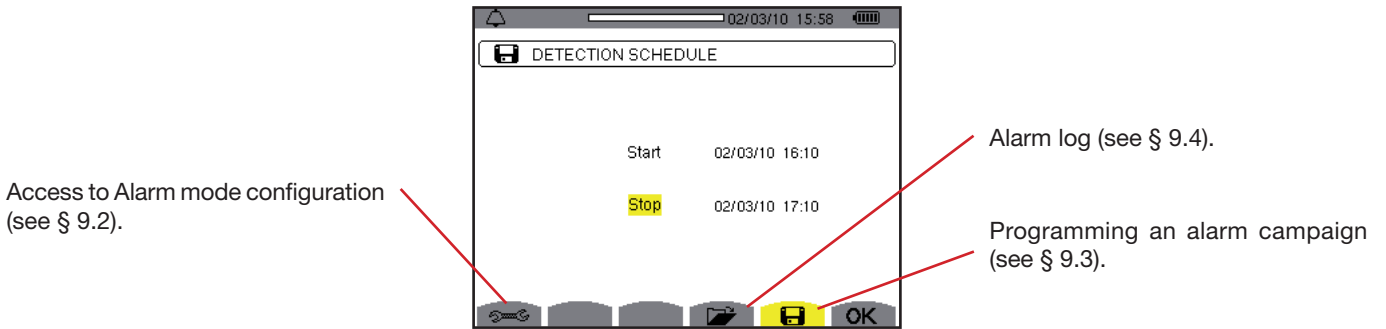 02/03/10 15:58
DETECTION SCHEDULE
Start 02/03/10 16:10
Stop 02/03/10 17:10
OK
Access to Alarm mode configuration
(see § 9.2).
Alarm log (see § 9.4).
Programming an alarm campaign
(see § 9.3).